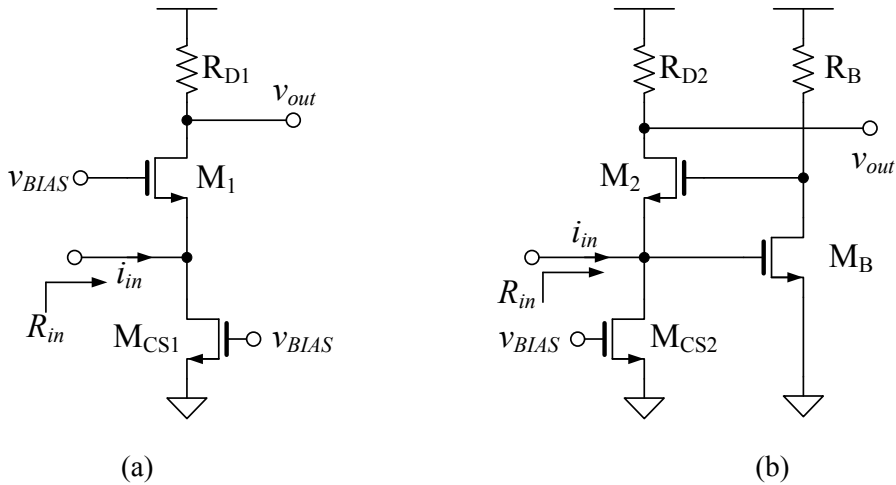 R_D1
v_out
v_BIAS
M_1
i_in
R_in
M_CS1
v_BIAS
(a)
R_D2
R_B
v_out
M_2
i_in
M_B
R_in
v_BIAS
M_CS2
(b)